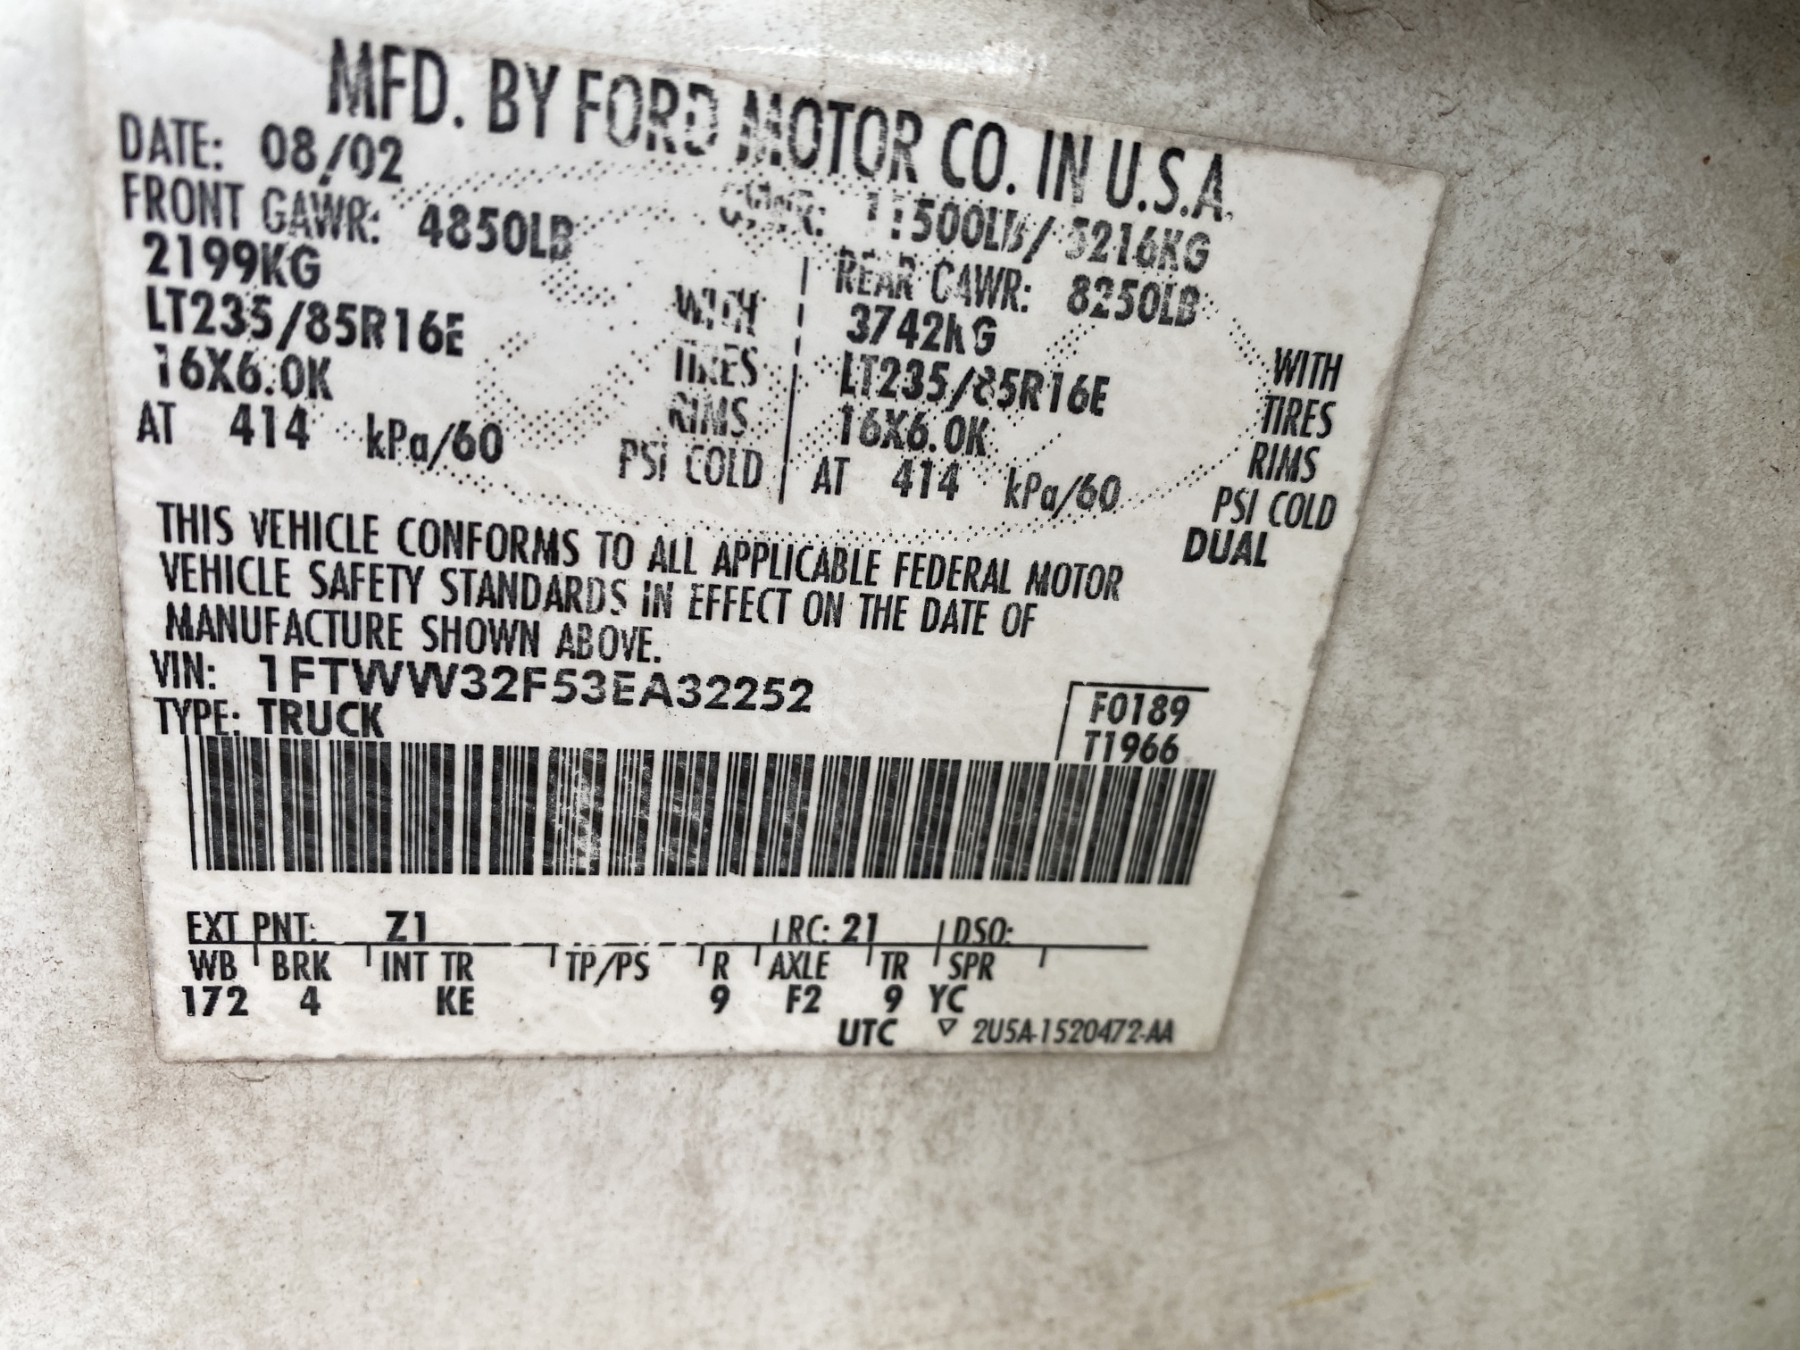 MFD. BY FORD MOTOR CO. IN U.S.A.
DATE: 08/02 GVWR: 11500LB/ 5216KG
FRONT GAWR: 4850LB REAR GAWR: 8250LB
2199KG WITH 3742KG WITH
LT235/85R16E TIRES LT235/85R16E TIRES
16X6.0K RIMS 16X6.0K RIMS
AT 414 kPa/60 PSI COLD AT 414 kPa/60 PSI COLD
DUAL
THIS VEHICLE CONFORMS TO ALL APPLICABLE FEDERAL MOTOR
VEHICLE SAFETY STANDARDS IN EFFECT ON THE DATE OF
MANUFACTURE SHOWN ABOVE.
VIN: 1FTWW32F53EA32252
TYPE: TRUCK
F0189
T1966
EXT PNT: Z1 RC: 21 DSO:
WB BRK INT TR TP/PS R AXLE TR SPR
172 4 KE 9 F2 9 YC
UTC ▽ 2U5A-1520472-AA